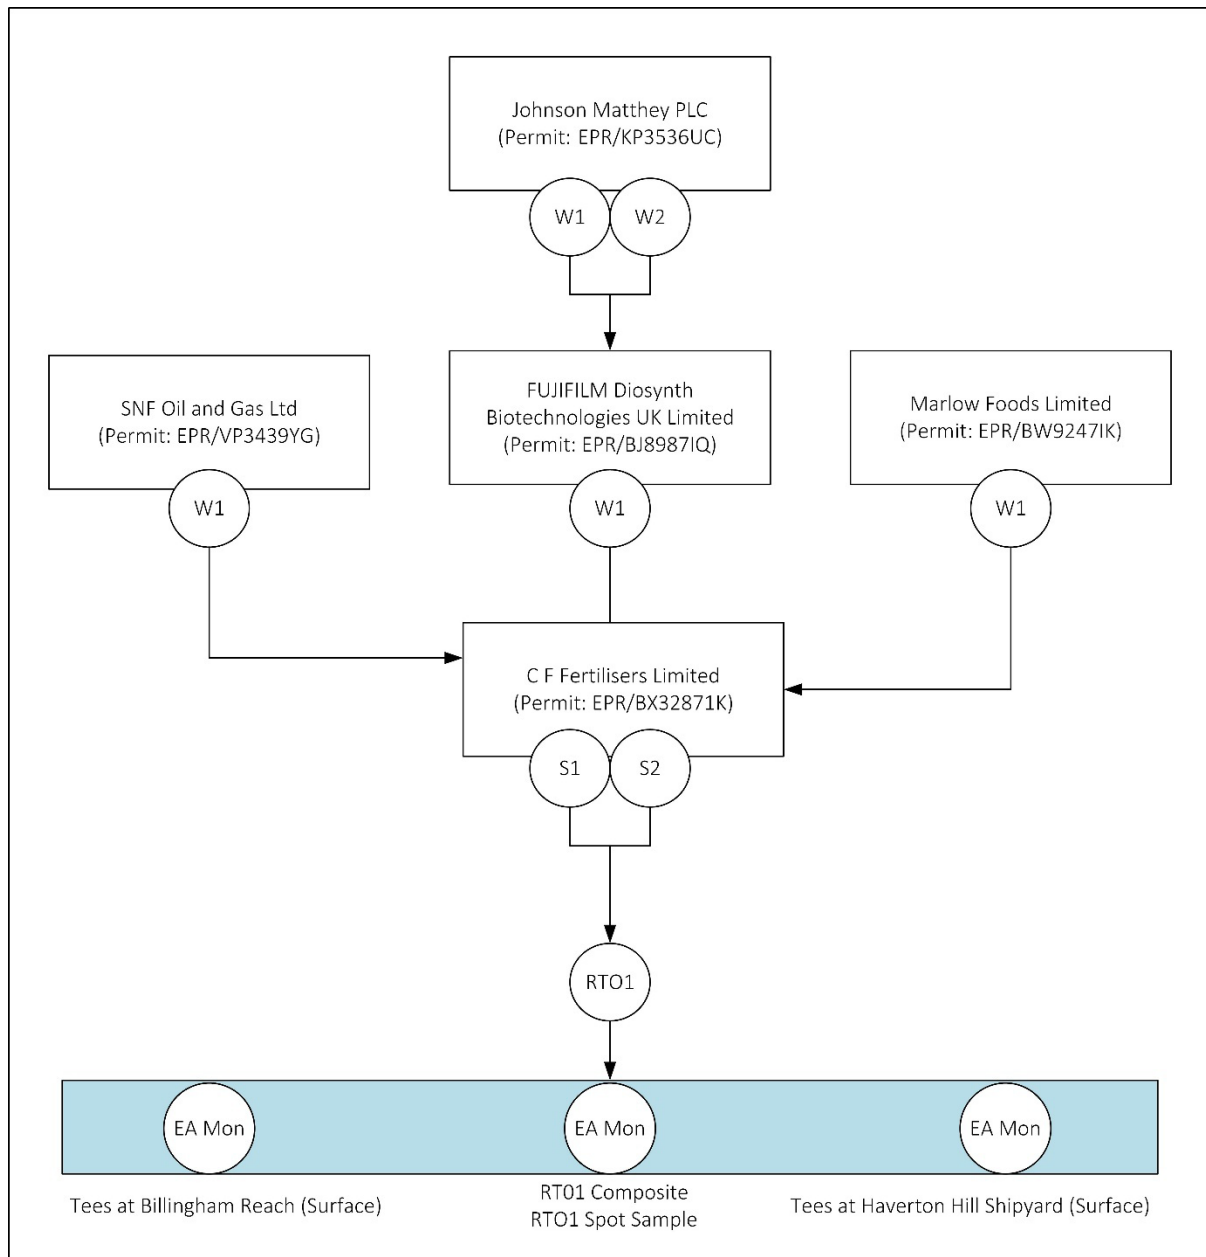 Johnson Matthey PLC
(Permit: EPR/KP3536UC)
W1
W2
SNF Oil and Gas Ltd
(Permit: EPR/VP3439YG)
W1
FUJIFILM Diosynth
Biotechnologies UK Limited
(Permit: EPR/BJ8987IQ)
W1
Marlow Foods Limited
(Permit: EPR/BW9247IK)
W1
C F Fertilisers Limited
(Permit: EPR/BX32871K)
S1
S2
RTO1
EA Mon
EA Mon
EA Mon
Tees at Billingham Reach (Surface)
RT01 Composite
RTO1 Spot Sample
Tees at Haverton Hill Shipyard (Surface)